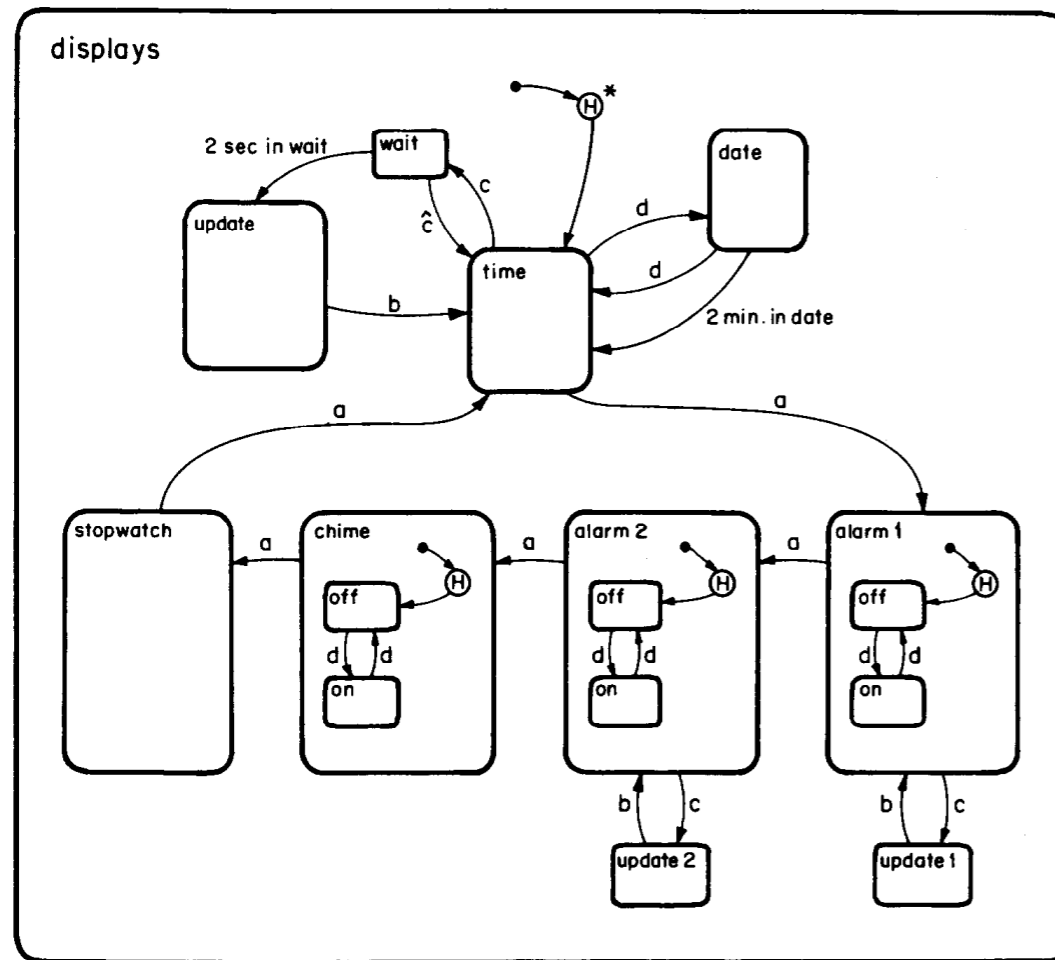 displays
H *
2 sec in wait
wait
date
c
ĉ
d
update
time
d
b
2 min. in date
a
a
stopwatch
chime
alarm 2
alarm 1
a
a
a
H
H
H
off
off
off
d
d
d
d
d
d
on
on
on
b
c
b
c
update 2
update 1